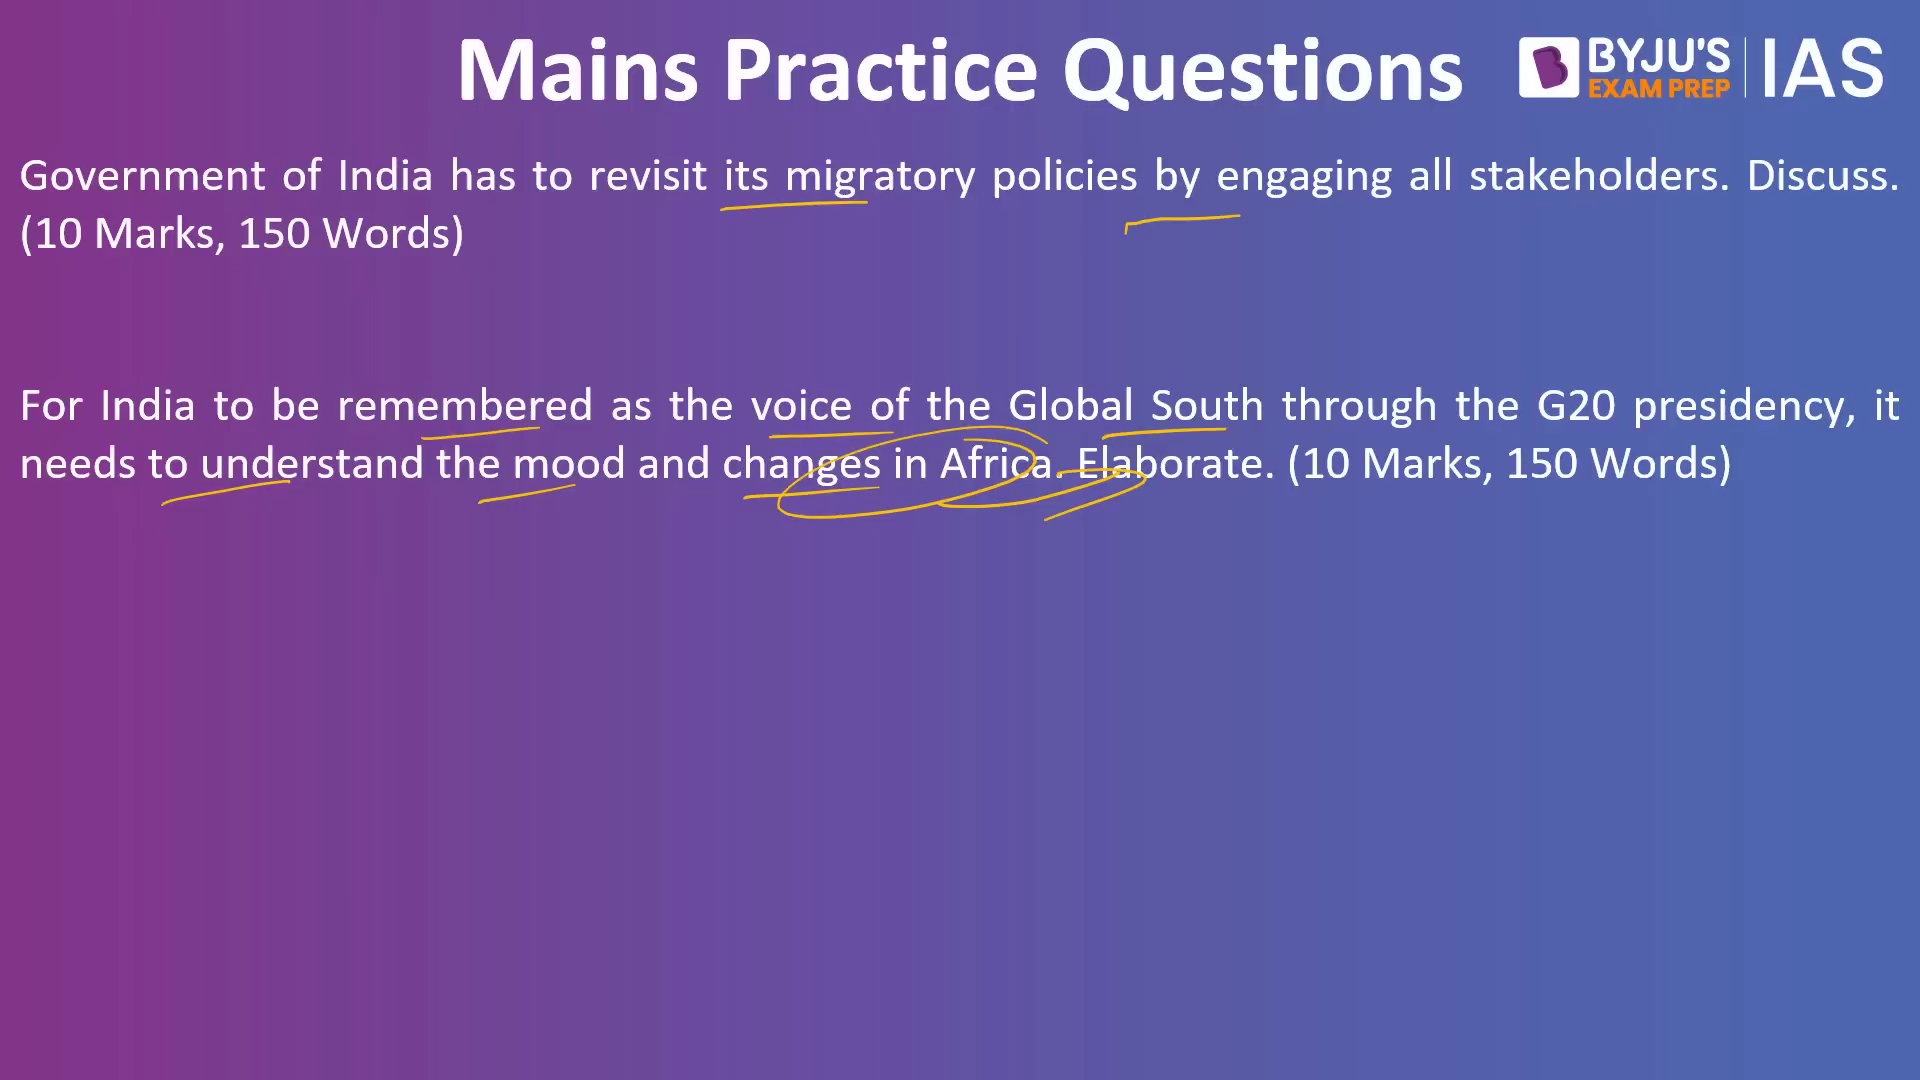 Mains Practice Questions
BYJU'S
EXAM PREP
IAS
Government of India has to revisit its migratory policies by engaging all stakeholders. Discuss.
(10 Marks, 150 Words)
For India to be remembered as the voice of the Global South through the G20 presidency, it
needs to understand the mood and changes in Africa. Elaborate. (10 Marks, 150 Words)